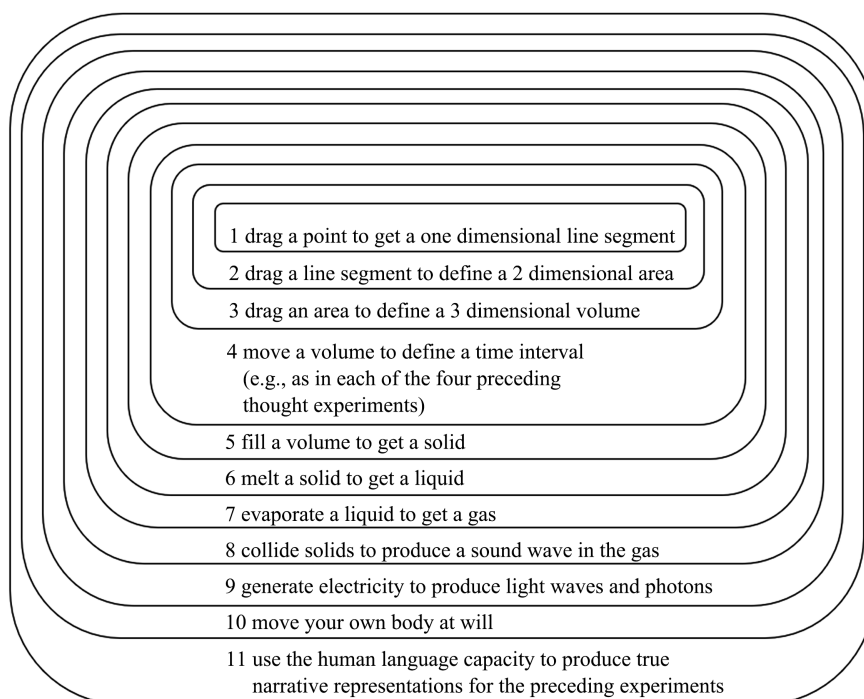 1 drag a point to get a one dimensional line segment
2 drag a line segment to define a 2 dimensional area
3 drag an area to define a 3 dimensional volume
4 move a volume to define a time interval
(e.g., as in each of the four preceding
thought experiments)
5 fill a volume to get a solid
6 melt a solid to get a liquid
7 evaporate a liquid to get a gas
8 collide solids to produce a sound wave in the gas
9 generate electricity to produce light waves and photons
10 move your own body at will
11 use the human language capacity to produce true
narrative representations for the preceding experiments